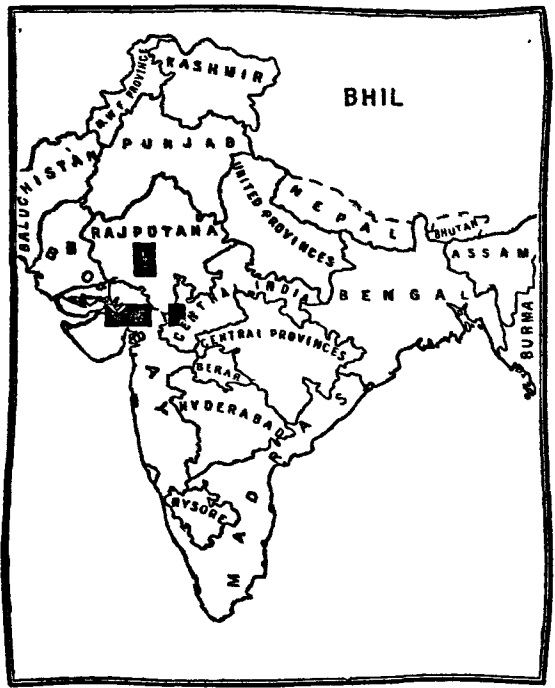 KASHMIR
N.W.F. PROVINCE
BHIL
PUNJAB
BALUCHISTAN
UNITED PROVINCES
NEPAL
BHUTAN
RAJPUTANA
ASSAM
CENTRAL INDIA
BENGAL
BURMA
CENTRAL PROVINCES
BERAR
HYDERABAD
MYSORE
MADRAS